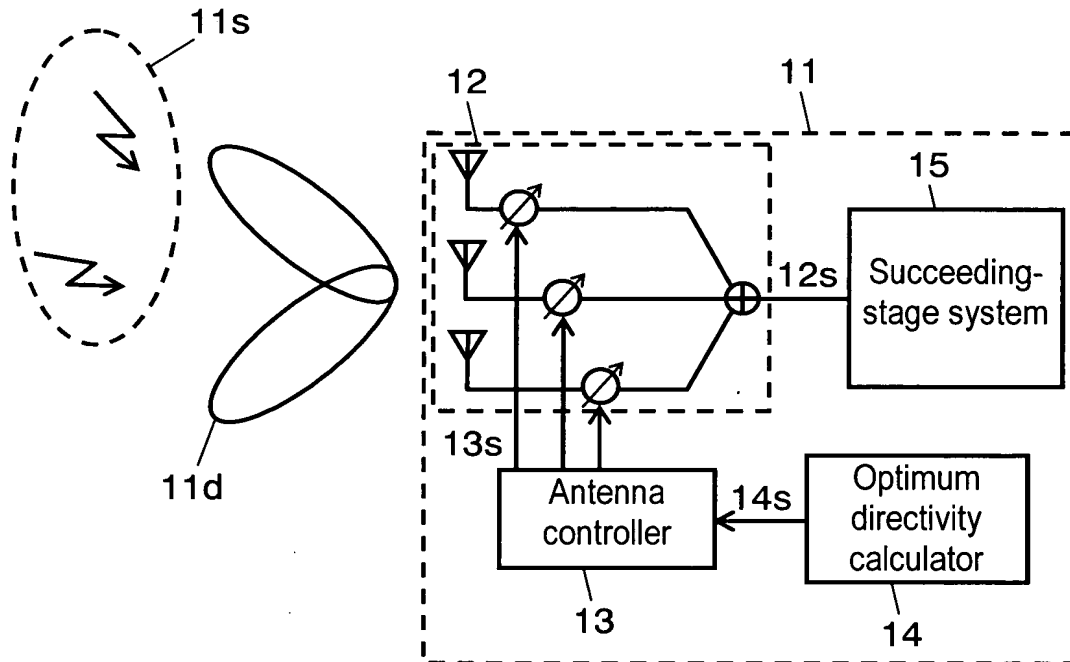 11s
12
11
15
12s
Succeeding-
stage system
13s
11d
Antenna
controller
14s
Optimum
directivity
calculator
13
14